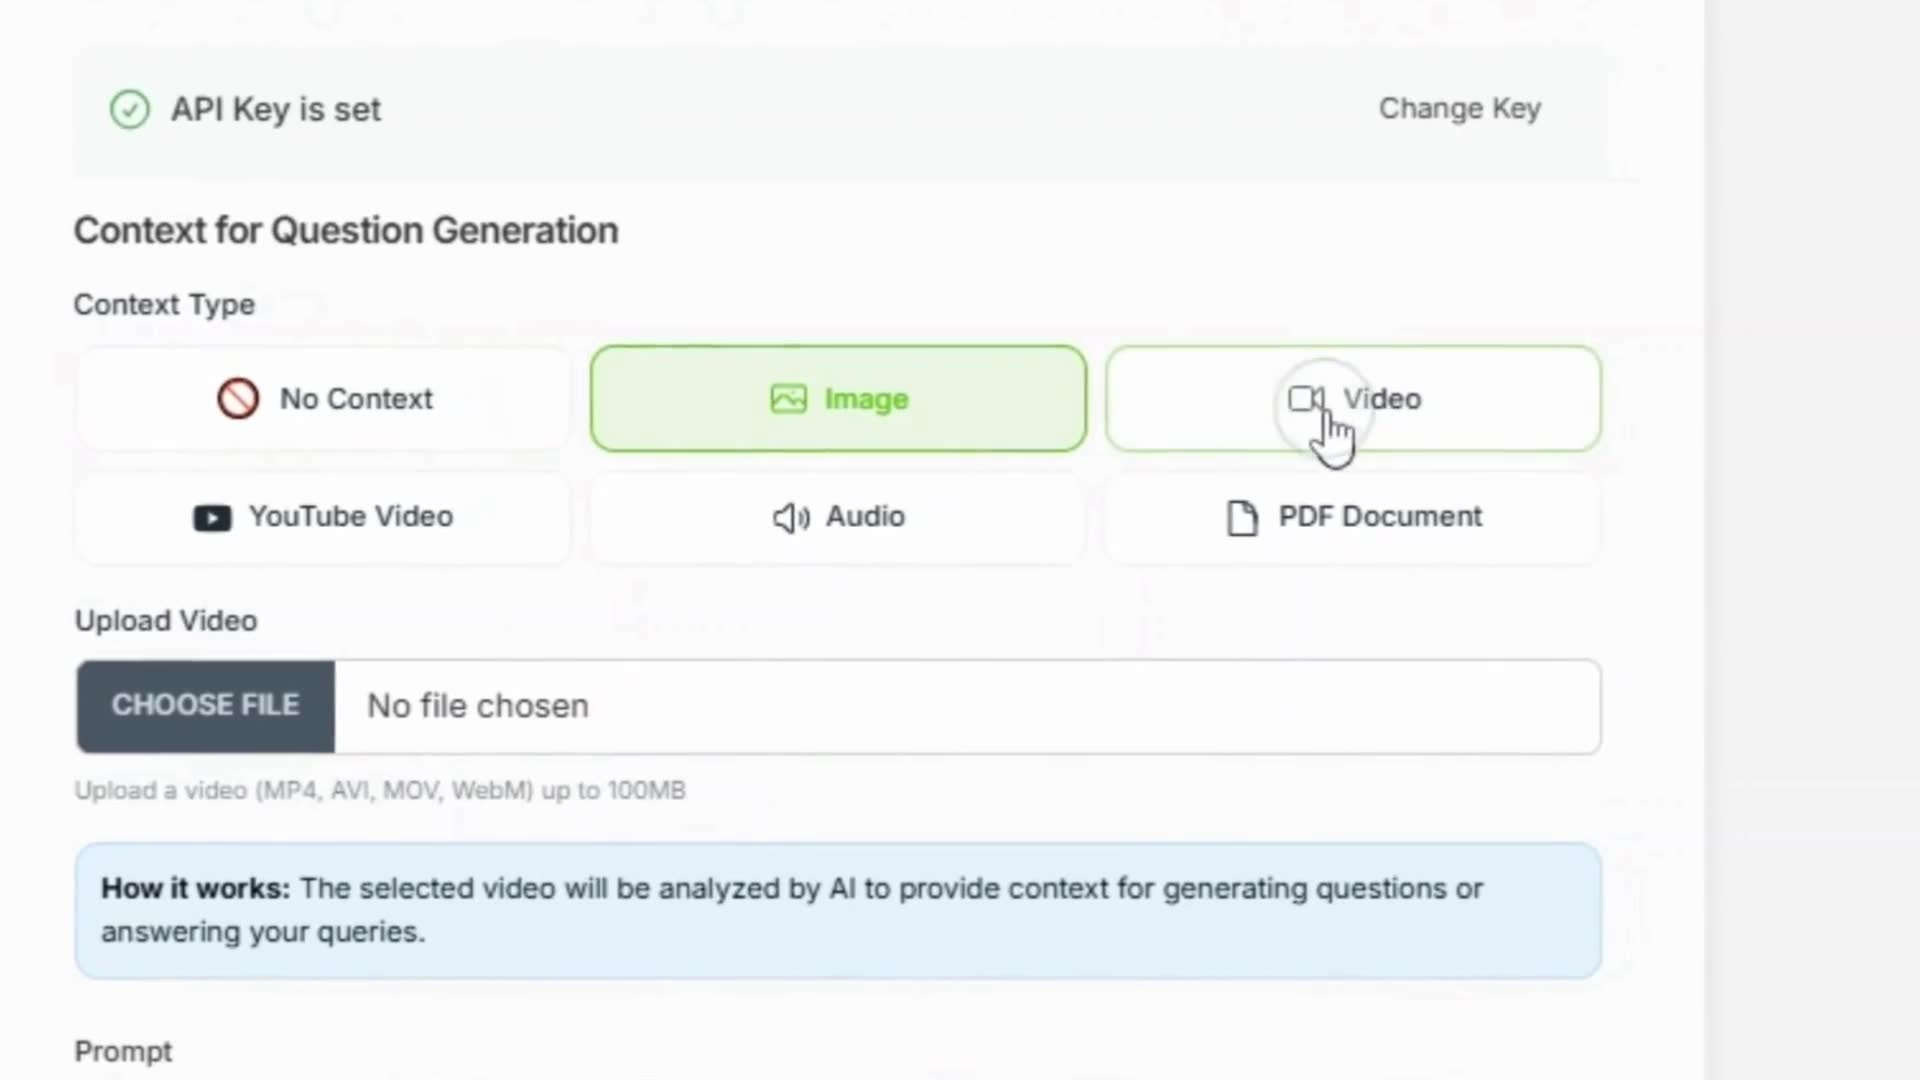 API Key is set
Change Key
Context for Question Generation
Context Type
No Context
Image
Video
YouTube Video
Audio
PDF Document
Upload Video
CHOOSE FILE
No file chosen
Upload a video (MP4, AVI, MOV, WebM) up to 100MB
How it works: The selected video will be analyzed by AI to provide context for generating questions or
answering your queries.
Prompt